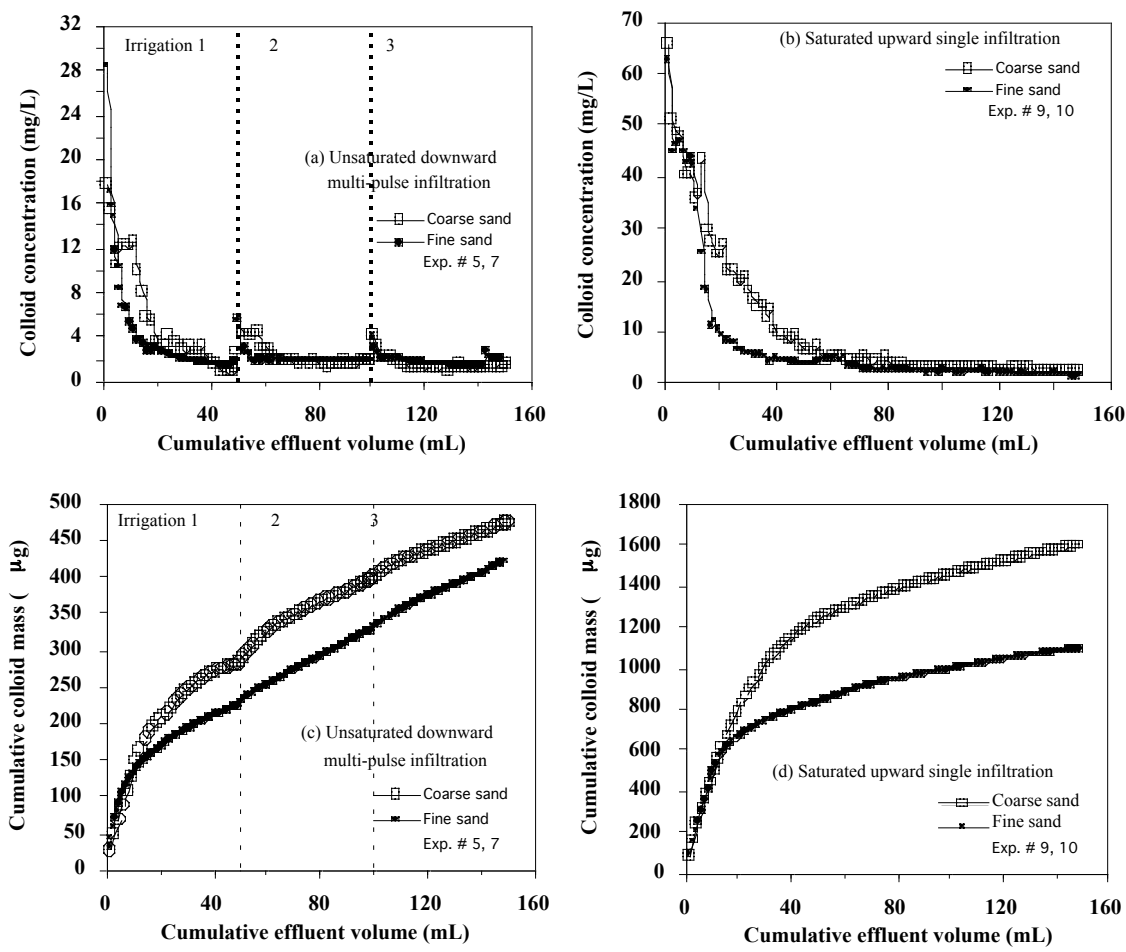 32
28
24
20
16
12
8
4
0
Colloid concentration (mg/L)
Irrigation 1
2
3
(a) Unsaturated downward
multi-pulse infiltration
Coarse sand
Fine sand
Exp. # 5, 7
0
40
80
120
160
Cumulative effluent volume (mL)
70
60
50
40
30
20
10
0
Colloid concentration (mg/L)
(b) Saturated upward single infiltration
Coarse sand
Fine sand
Exp. # 9, 10
0
40
80
120
160
Cumulative effluent volume (mL)
500
450
400
350
300
250
200
150
100
50
0
Cumulative colloid mass ( µg)
Irrigation 1
2
3
(c) Unsaturated downward
multi-pulse infiltration
Coarse sand
Fine sand
Exp. # 5, 7
0
40
80
120
160
Cumulative effluent volume (mL)
1800
1600
1400
1200
1000
800
600
400
200
0
Cumulative colloid mass ( µg)
(d) Saturated upward single infiltration
Coarse sand
Fine sand
Exp. # 9, 10
0
40
80
120
160
Cumulative effluent volume (mL)